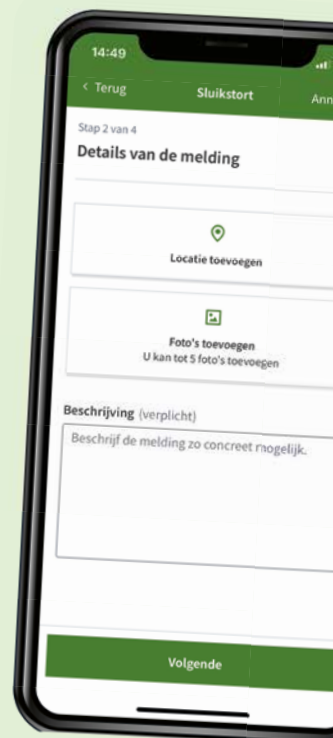 14:49
< Terug
Sluikstort
Ann
Stap 2 van 4
Details van de melding
Locatie toevoegen
Foto's toevoegen
U kan tot 5 foto's toevoegen
Beschrijving (verplicht)
Beschrijf de melding zo concreet mogelijk.
Volgende